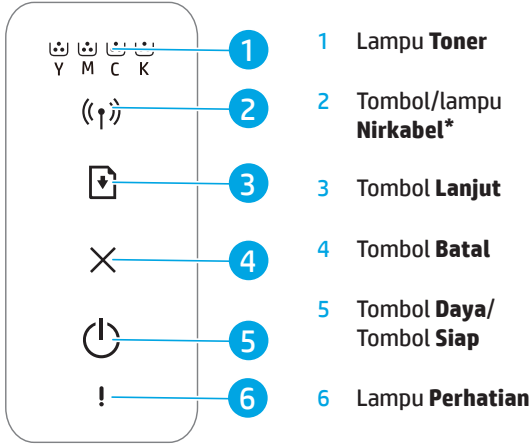 Y M C K
1
2
3
4
5
6
1 Lampu Toner
2 Tombol/lampu
Nirkabel*
3 Tombol Lanjut
4 Tombol Batal
5 Tombol Daya/
Tombol Siap
6 Lampu Perhatian